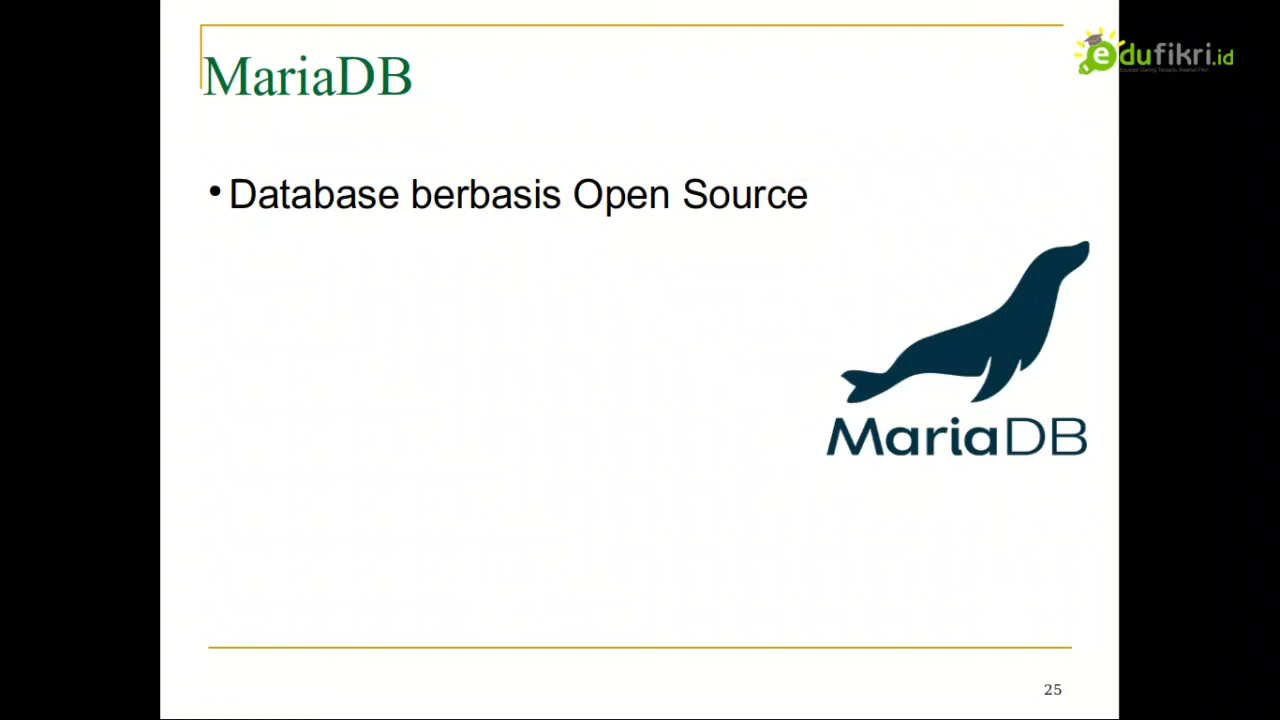 MariaDB
edufikri.id
• Database berbasis Open Source
MariaDB
25